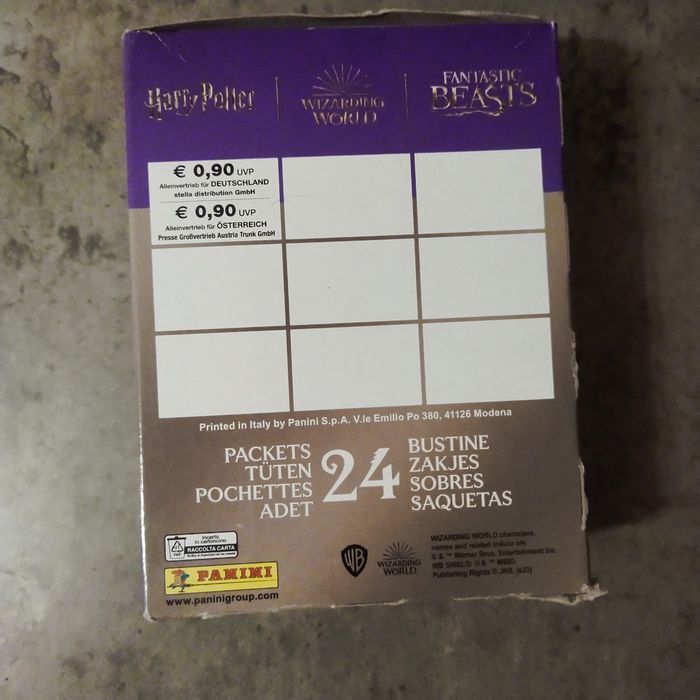 Harry Potter
WIZARDING
WORLD
FANTASTIC
BEASTS
€ 0,90 UVP
Alleinvertrieb für DEUTSCHLAND
stella distribution GmbH
€ 0,90 UVP
Alleinvertrieb für ÖSTERREICH
Presse Großvertrieb Austria Trunk GmbH
Printed in Italy by Panini S.p.A. V.le Emilio Po 380, 41126 Modena
PACKETS
TÜTEN
POCHETTES
ADET
24
BUSTINE
ZAKJES
SOBRES
SAQUETAS
Incarto
in cartoncino
PAP
RACCOLTA CARTA
PANINI
www.paninigroup.com
WB
WIZARDING
WORLD
WIZARDING WORLD characters,
names and related indicia are
© & ™ Warner Bros. Entertainment Inc.
WB SHIELD: © & ™ WBEI.
Publishing Rights © JKR. (s23)